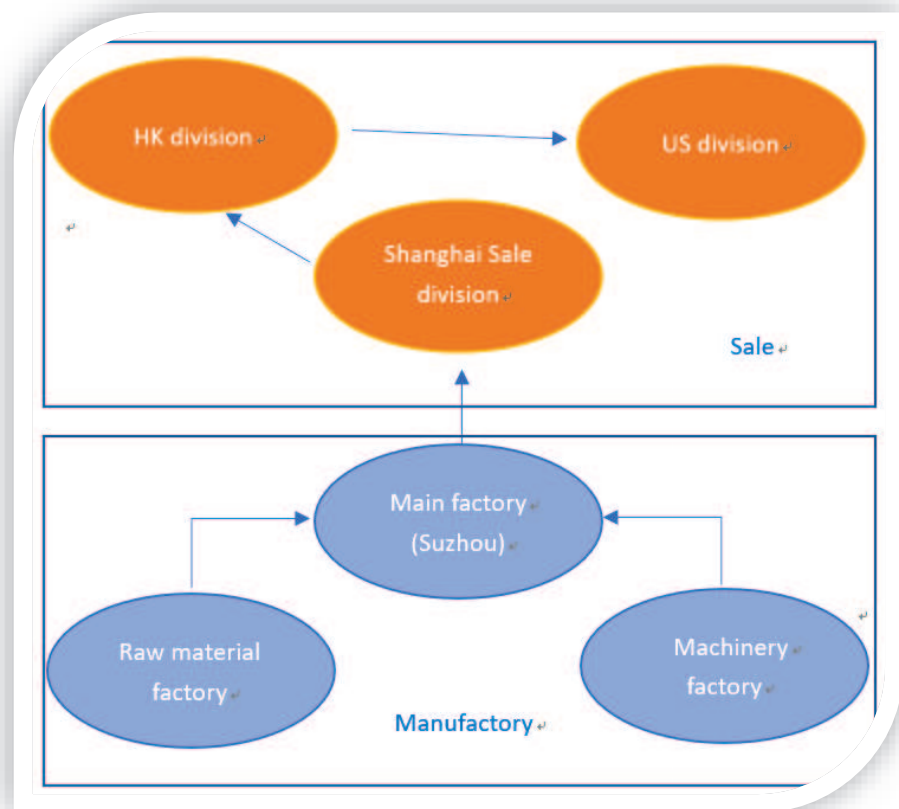 HK division
US division
Shanghai Sale
division
Sale
Main factory
(Suzhou)
Raw material
factory
Machinery
factory
Manufactory